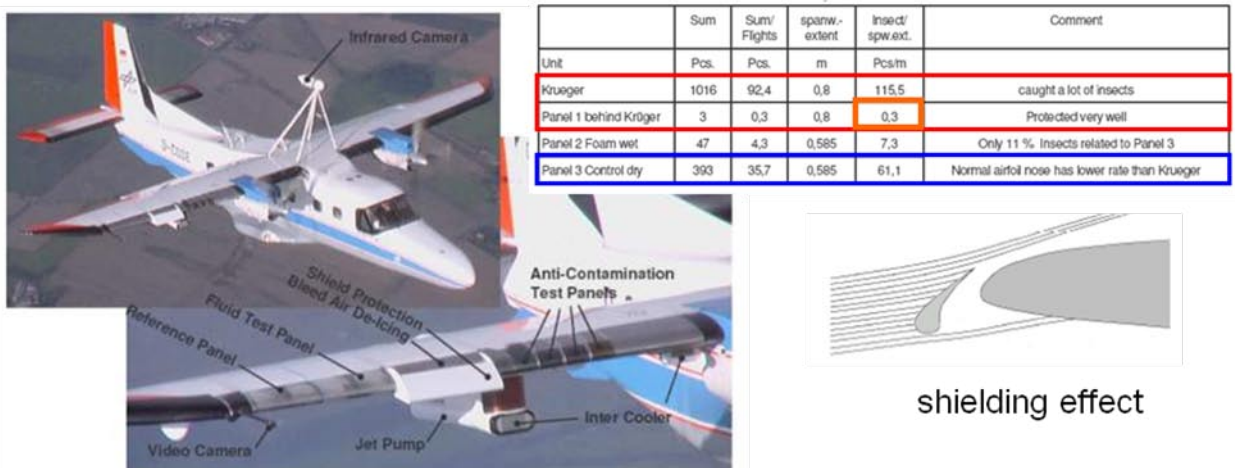 Infrared Camera
D-CODE
Sum Sum/ Flights spanw.- extent Insect/ spw.ext. Comment
Unit Pcs. Pcs. m Pcs/m
Krueger 1016 92,4 0,8 115,5 caught a lot of insects
Panel 1 behind Krüger 3 0,3 0,8 0,3 Protected very well
Panel 2 Foam wet 47 4,3 0,585 7,3 Only 11 % Insects related to Panel 3
Panel 3 Control dry 393 35,7 0,585 61,1 Normal airfoil nose has lower rate than Krueger
Anti-Contamination
Test Panels
Shield Protection
Bleed Air De-Icing
Fluid Test Panel
Reference Panel
Video Camera
Jet Pump
Inter Cooler
shielding effect